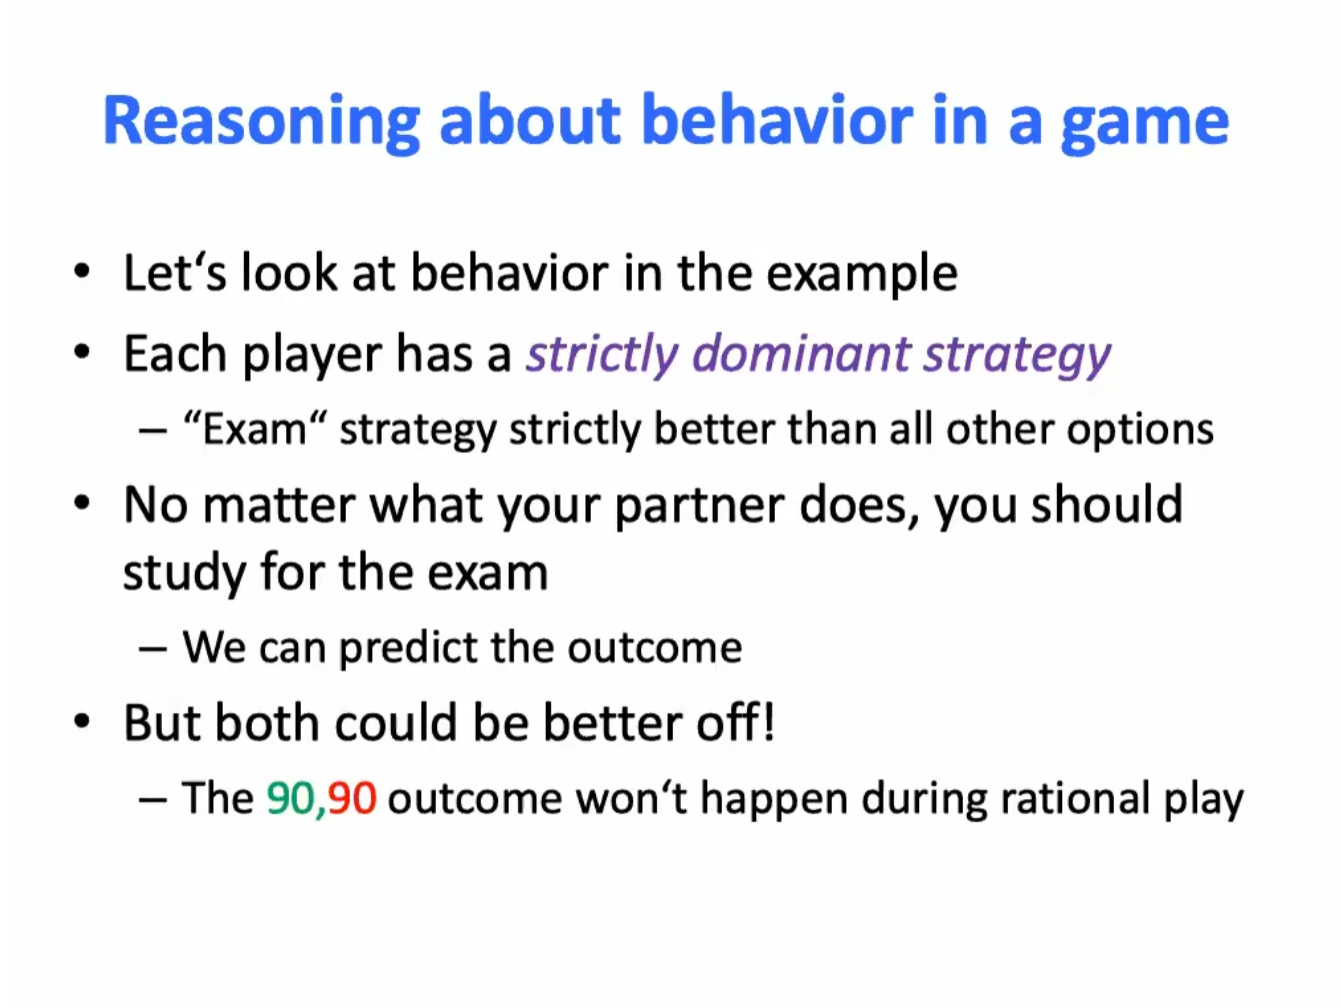 Reasoning about behavior in a game
• Let‘s look at behavior in the example
• Each player has a strictly dominant strategy
– “Exam“ strategy strictly better than all other options
• No matter what your partner does, you should
study for the exam
– We can predict the outcome
• But both could be better off!
– The 90,90 outcome won‘t happen during rational play